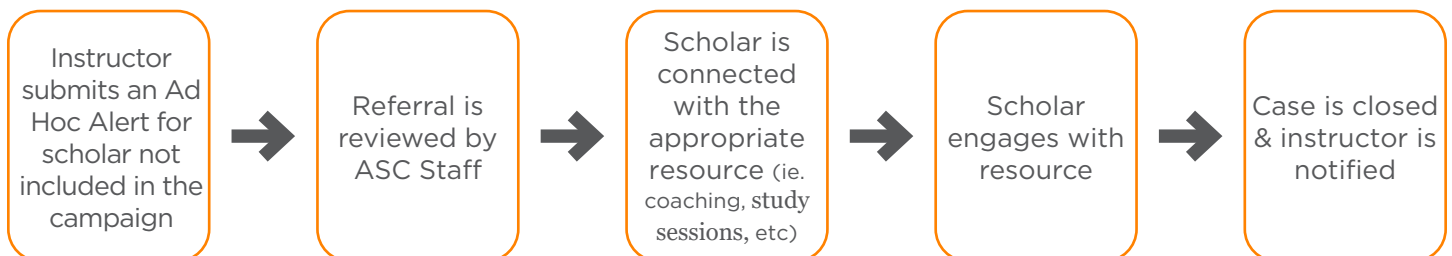 Instructor
submits an Ad
Hoc Alert for
scholar not
included in the
campaign
Referral is
reviewed by
ASC Staff
Scholar is
connected
with the
appropriate
resource (ie.
coaching, study
sessions, etc)
Scholar
engages with
resource
Case is closed
& instructor is
notified